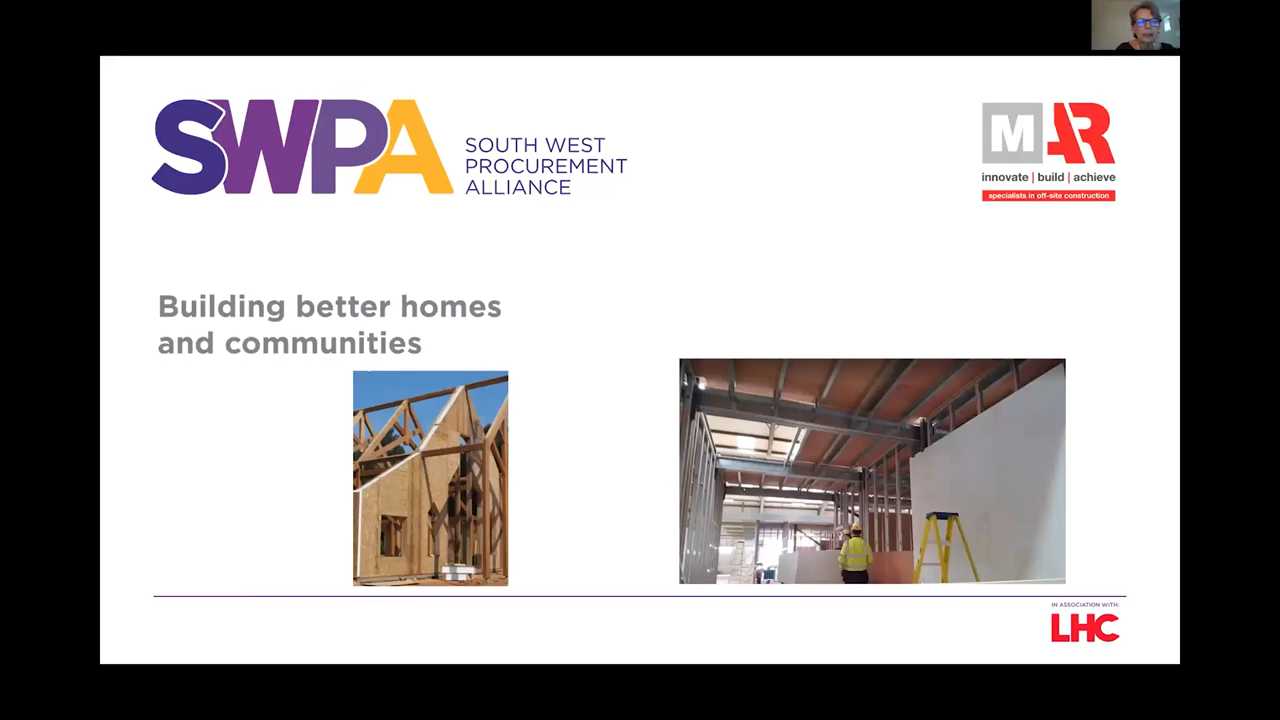 SWPA
SOUTH WEST
PROCUREMENT
ALLIANCE
MAR
innovate | build | achieve
specialists in off-site construction
Building better homes
and communities
IN ASSOCIATION WITH:
LHC